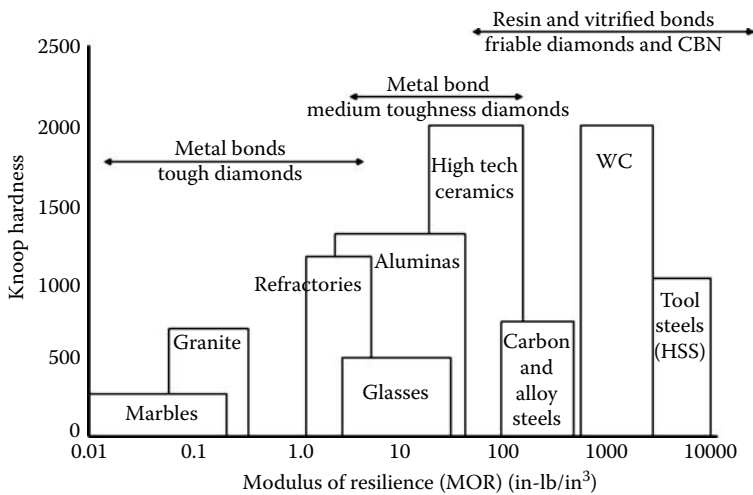 Resin and vitrified bonds
friable diamonds and CBN
Metal bond
medium toughness diamonds
Metal bonds
tough diamonds
High tech
ceramics
WC
Refractories
Aluminas
Granite
Marbles
Glasses
Carbon
and
alloy
steels
Tool
steels
(HSS)
Knoop hardness
2500
2000
1500
1000
500
0
0.01
0.1
1.0
10
100
1000
10000
Modulus of resilience (MOR) (in-lb/in³)